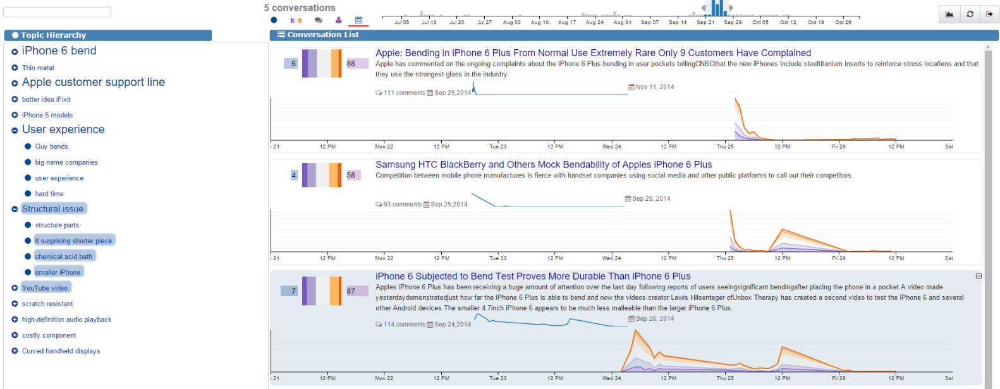 5 conversations
Jul 06 Jul 13 Jul 20 Jul 27 Aug 03 Aug 10 Aug 17 Aug 24 Aug 31 Sep 07 Sep 14 Sep 21 Sep 28 Oct 05 Oct 12 Oct 19 Oct 26
Topic Hierarchy
iPhone 6 bend
Thin metal
Apple customer support line
better idea iFixit
iPhone 5 models
User experience
Guy bends
big name companies
user experience
hard time
Structural issue
structure parts
it surprising shorter piece
chemical acid bath
smaller iPhone
YouTube video
scratch resistant
high-definition audio playback
costly component
Curved handheld displays
Conversation List
6 88
Apple: Bending in iPhone 6 Plus From Normal Use Extremely Rare Only 9 Customers Have Complained
Apple has commented on the ongoing complaints about the iPhone 6 Plus bending in user pockets tellingCNBCthat the new iPhones include steeltitanium inserts to reinforce stress locations and that
they use the strongest glass in the industry.
111 comments Sep 25,2014 Nov 11, 2014
21 12 PM Mon 22 12 PM Tue 23 12 PM Wed 24 12 PM Thu 25 12 PM Fri 26 12 PM Sat
4 58
Samsung HTC BlackBerry and Others Mock Bendability of Apples iPhone 6 Plus
Competition between mobile phone manufactures is fierce with handset companies using social media and other public platforms to call out their competitors.
93 comments Sep 25,2014 Sep 29, 2014
21 12 PM Mon 22 12 PM Tue 23 12 PM Wed 24 12 PM Thu 25 12 PM Fri 26 12 PM Sat
7 87
iPhone 6 Subjected to Bend Test Proves More Durable Than iPhone 6 Plus
Apples iPhone 6 Plus has been receiving a huge amount of attention over the last day following reports of users seeingsignificant bendingafter placing the phone in a pocket.A video made
yesterdaydemonstratedjust how far the iPhone 6 Plus is able to bend and now the videos creator Lewis Hilsenteger ofUnbox Therapy has created a second video to test the iPhone 6 and several
other Android devices.The smaller 4.7inch iPhone 6 appears to be much less malleable than the larger iPhone 6 Plus.
114 comments Sep 24,2014 Sep 26, 2014
21 12 PM Mon 22 12 PM Tue 23 12 PM Wed 24 12 PM Thu 25 12 PM Fri 26 12 PM Sat